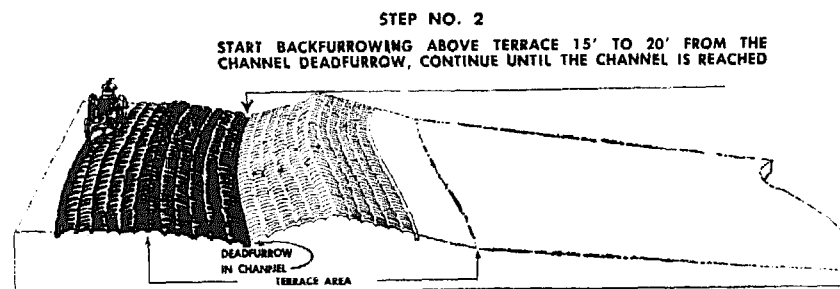 STEP NO. 2
START BACKFURROWING ABOVE TERRACE 15' TO 20' FROM THE
CHANNEL DEADFURROW, CONTINUE UNTIL THE CHANNEL IS REACHED
DEADFURROW
IN CHANNEL
TERRACE AREA